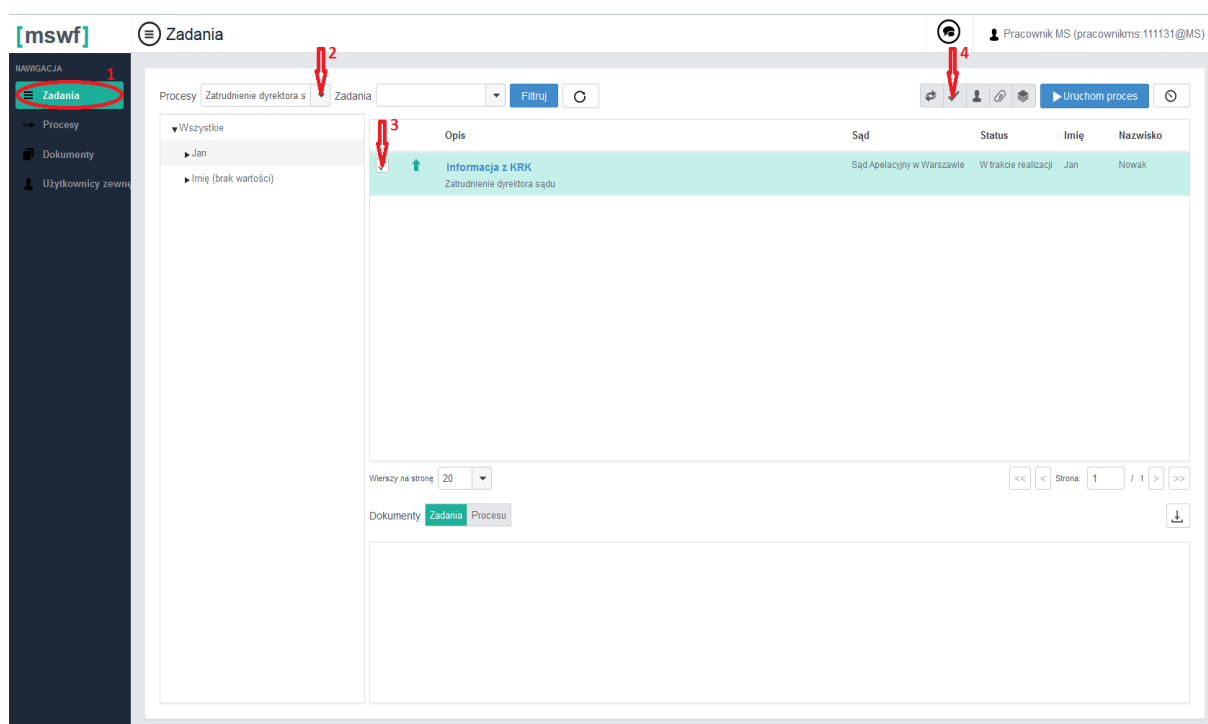 [mswf]
Zadania
Pracownik MS (pracownikms:111131@MS)
NAWIGACJA
1
2
4
Zadania
Procesy
Dokumenty
Użytkownicy zewnę
Procesy Zatrudnienie dyrektora s Zadania Filtruj Uruchom proces
Wszystkie
Jan
Imię (brak wartości)
3
Opis Sąd Status Imię Nazwisko
Informacja z KRK Sąd Apelacyjny w Warszawie W trakcie realizacji Jan Nowak
Zatrudnienie dyrektora sądu
Wierszy na stronę 20 << < Strona: 1 / 1 > >>
Dokumenty Zadania Procesu